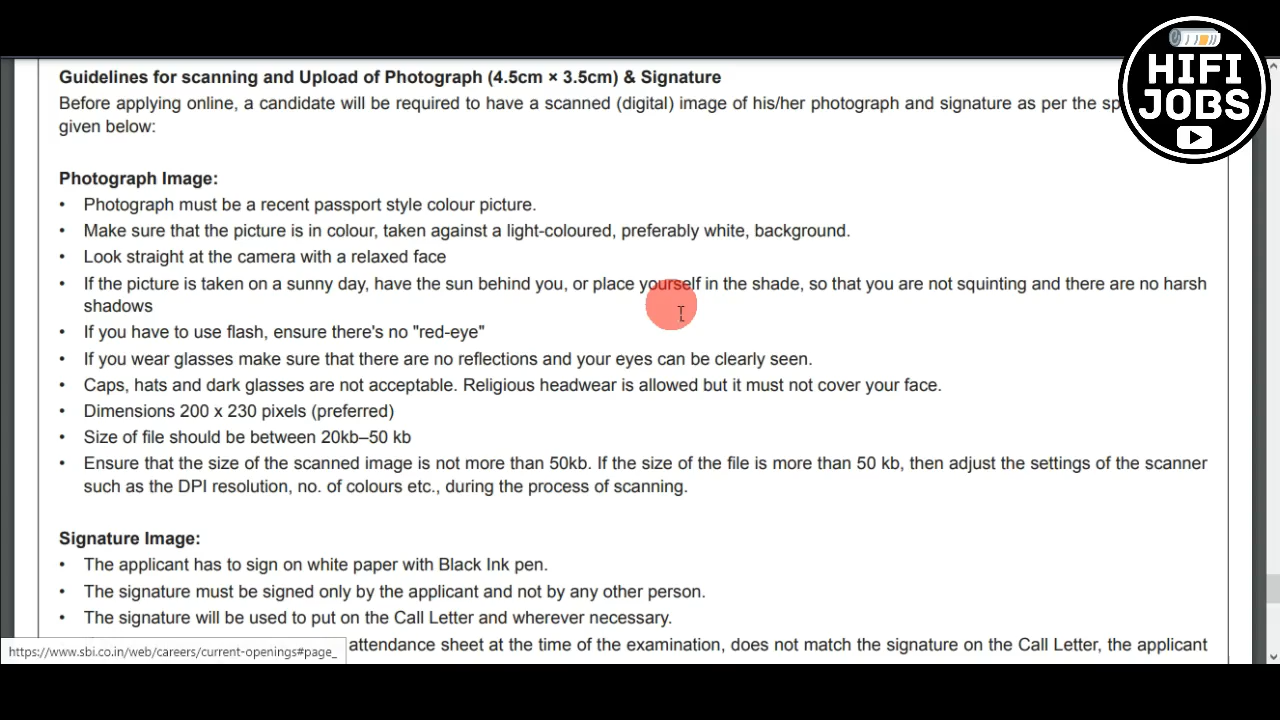 HIFI
JOBS
Guidelines for scanning and Upload of Photograph (4.5cm × 3.5cm) & Signature
Before applying online, a candidate will be required to have a scanned (digital) image of his/her photograph and signature as per the
given below:
Photograph Image:
• Photograph must be a recent passport style colour picture.
• Make sure that the picture is in colour, taken against a light-coloured, preferably white, background.
• Look straight at the camera with a relaxed face
• If the picture is taken on a sunny day, have the sun behind you, or place yourself in the shade, so that you are not squinting and there are no harsh
shadows
• If you have to use flash, ensure there's no "red-eye"
• If you wear glasses make sure that there are no reflections and your eyes can be clearly seen.
• Caps, hats and dark glasses are not acceptable. Religious headwear is allowed but it must not cover your face.
• Dimensions 200 x 230 pixels (preferred)
• Size of file should be between 20kb–50 kb
• Ensure that the size of the scanned image is not more than 50kb. If the size of the file is more than 50 kb, then adjust the settings of the scanner
such as the DPI resolution, no. of colours etc., during the process of scanning.
Signature Image:
• The applicant has to sign on white paper with Black Ink pen.
• The signature must be signed only by the applicant and not by any other person.
• The signature will be used to put on the Call Letter and wherever necessary.
attendance sheet at the time of the examination, does not match the signature on the Call Letter, the applicant
https://www.sbi.co.in/web/careers/current-openings#page_